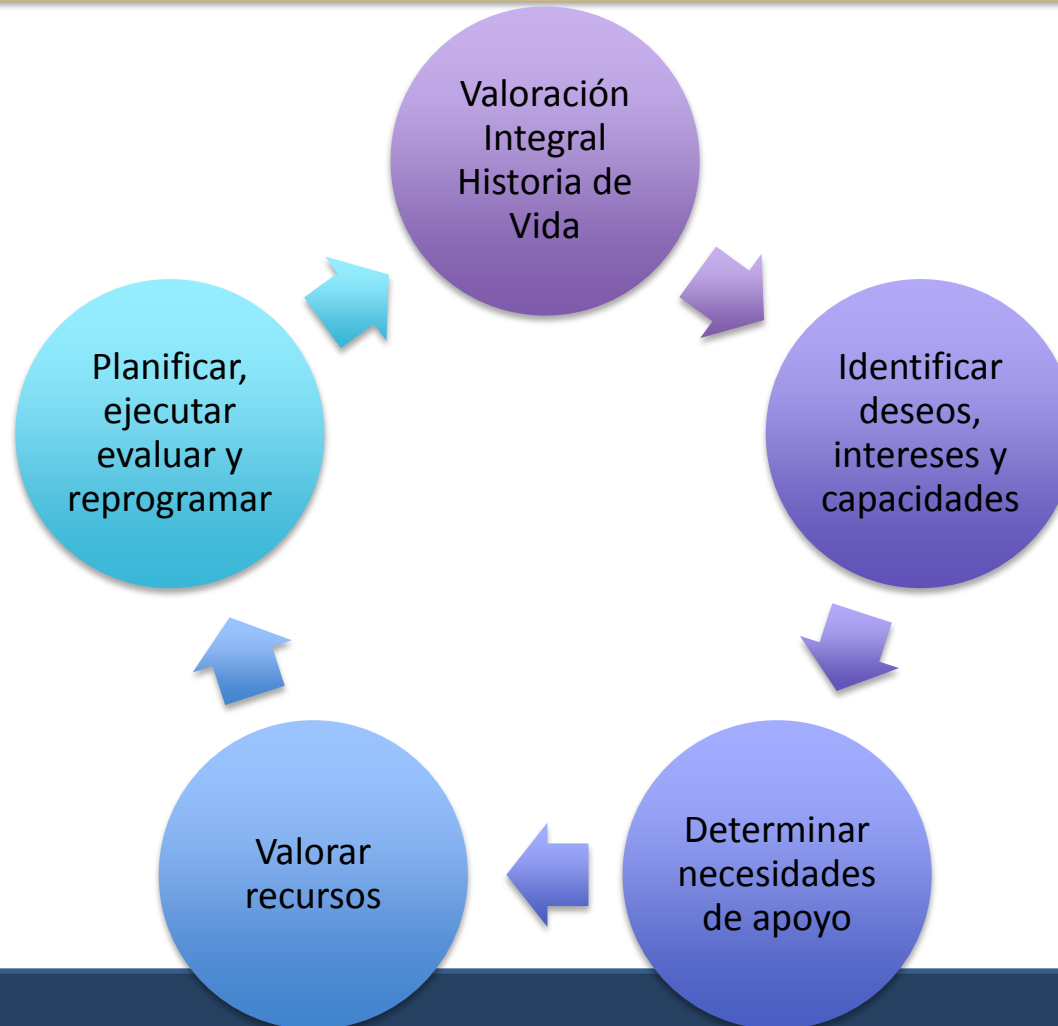 Valoración
Integral
Historia de
Vida
Identificar
deseos,
intereses y
capacidades
Determinar
necesidades
de apoyo
Valorar
recursos
Planificar,
ejecutar
evaluar y
reprogramar